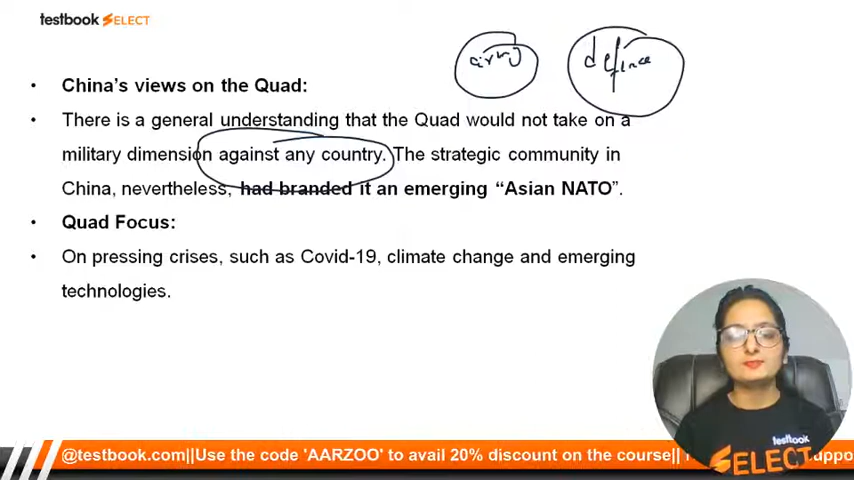 testbook SELECT
army defence
• China's views on the Quad:
• There is a general understanding that the Quad would not take on a
military dimension against any country. The strategic community in
China, nevertheless, had branded it an emerging "Asian NATO".
• Quad Focus:
• On pressing crises, such as Covid-19, climate change and emerging
technologies.
testbook
SELECT
@testbook.com||Use the code 'AARZOO' to avail 20% discount on the course||